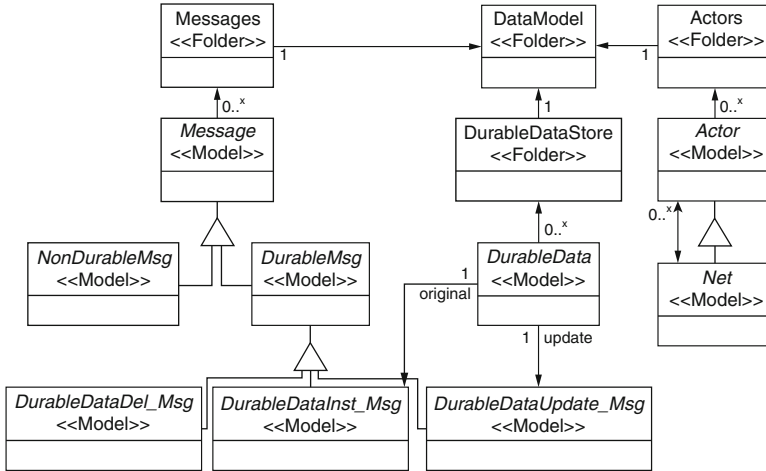 Messages
<<Folder>>
1
DataModel
<<Folder>>
1
Actors
<<Folder>>
0..x
1
0..x
Message
<<Model>>
DurableDataStore
<<Folder>>
Actor
<<Model>>
0..x
0..x
NonDurableMsg
<<Model>>
DurableMsg
<<Model>>
1
original
DurableData
<<Model>>
Net
<<Model>>
1 update
DurableDataDel_Msg
<<Model>>
DurableDataInst_Msg
<<Model>>
DurableDataUpdate_Msg
<<Model>>